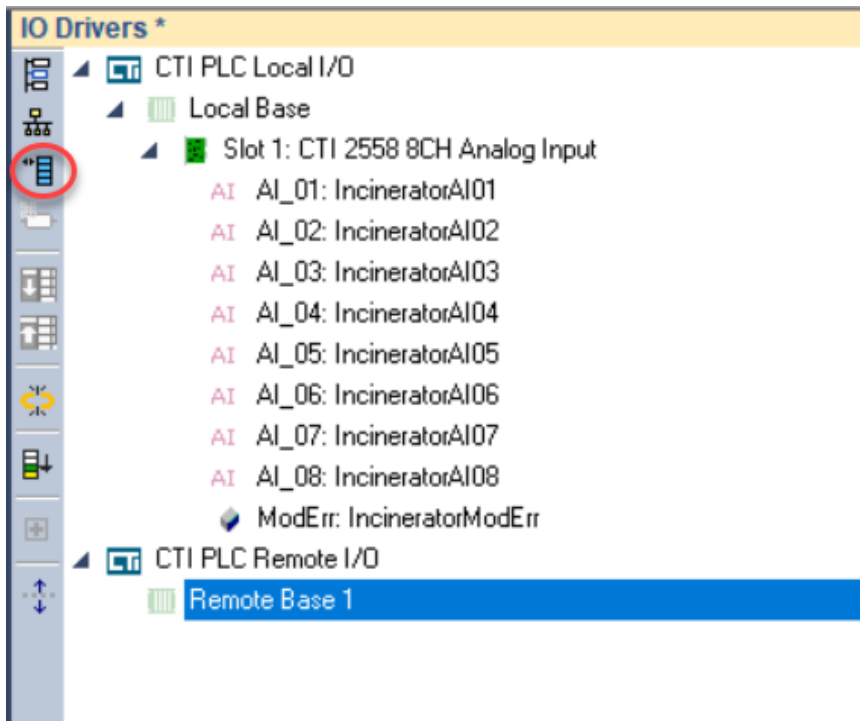 IO Drivers *
CTI PLC Local I/O
Local Base
Slot 1: CTI 2558 8CH Analog Input
AI AI_01: IncineratorAI01
AI AI_02: IncineratorAI02
AI AI_03: IncineratorAI03
AI AI_04: IncineratorAI04
AI AI_05: IncineratorAI05
AI AI_06: IncineratorAI06
AI AI_07: IncineratorAI07
AI AI_08: IncineratorAI08
ModErr: IncineratorModErr
CTI PLC Remote I/O
Remote Base 1